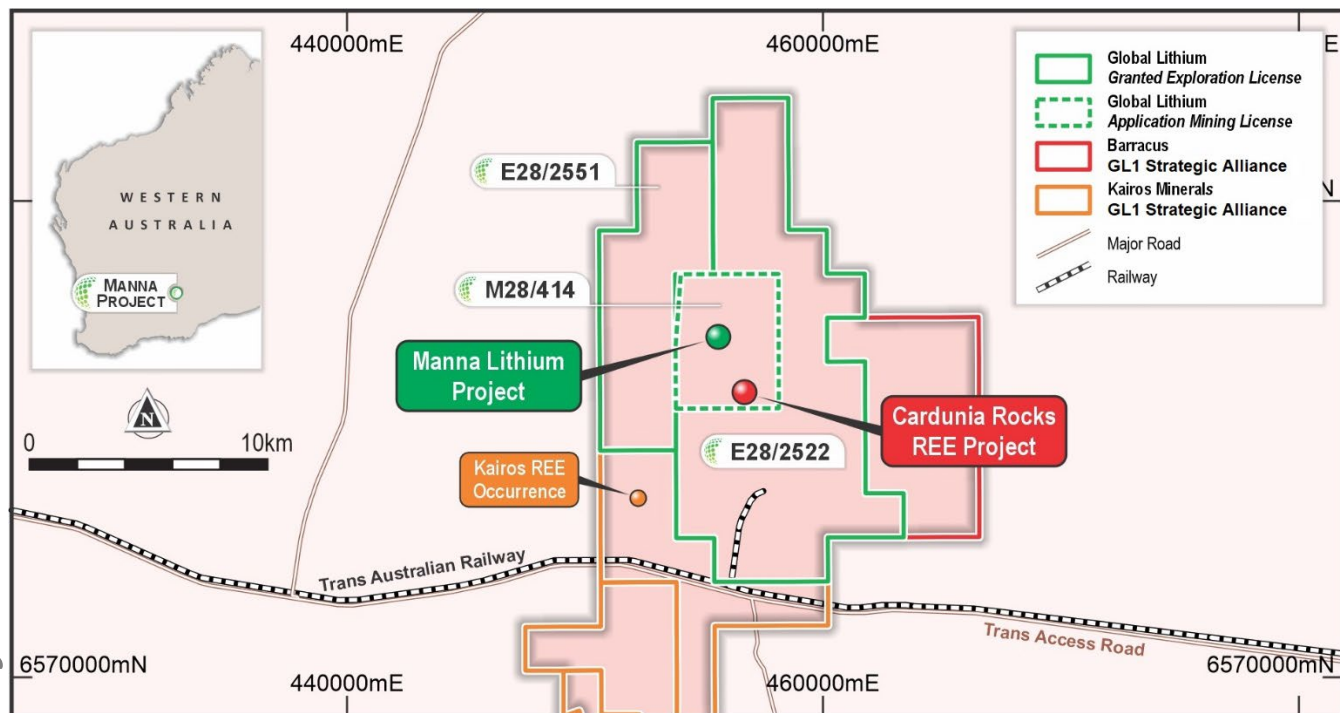 440000mE
460000mE
E
WESTERN
AUSTRALIA
MANNA
PROJECT
N
0
10km
Global Lithium
Granted Exploration License
Global Lithium
Application Mining License
Barracus
GL1 Strategic Alliance
Kairos Minerals
GL1 Strategic Alliance
Major Road
Railway
N
E28/2551
M28/414
Manna Lithium
Project
Cardunia Rocks
REE Project
E28/2522
Kairos REE
Occurrence
Trans Australian Railway
Trans Access Road
6570000mN
6570000mN
440000mE
460000mE